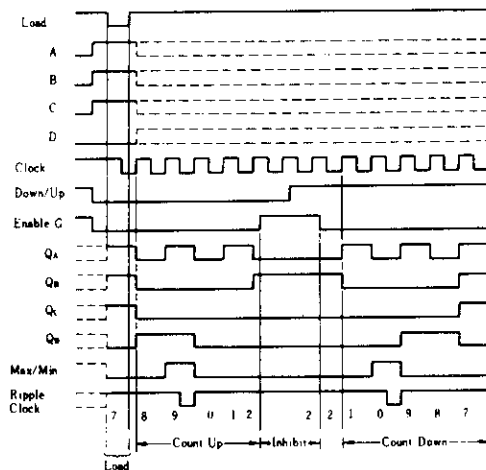 Load
A
B
C
D
Clock
Down/Up
Enable G
QA
QB
QC
QD
Max/Min
Ripple
Clock
7 8 9 0 1 2 2 2 1 0 9 8 7
Count Up Inhibit Count Down
Load